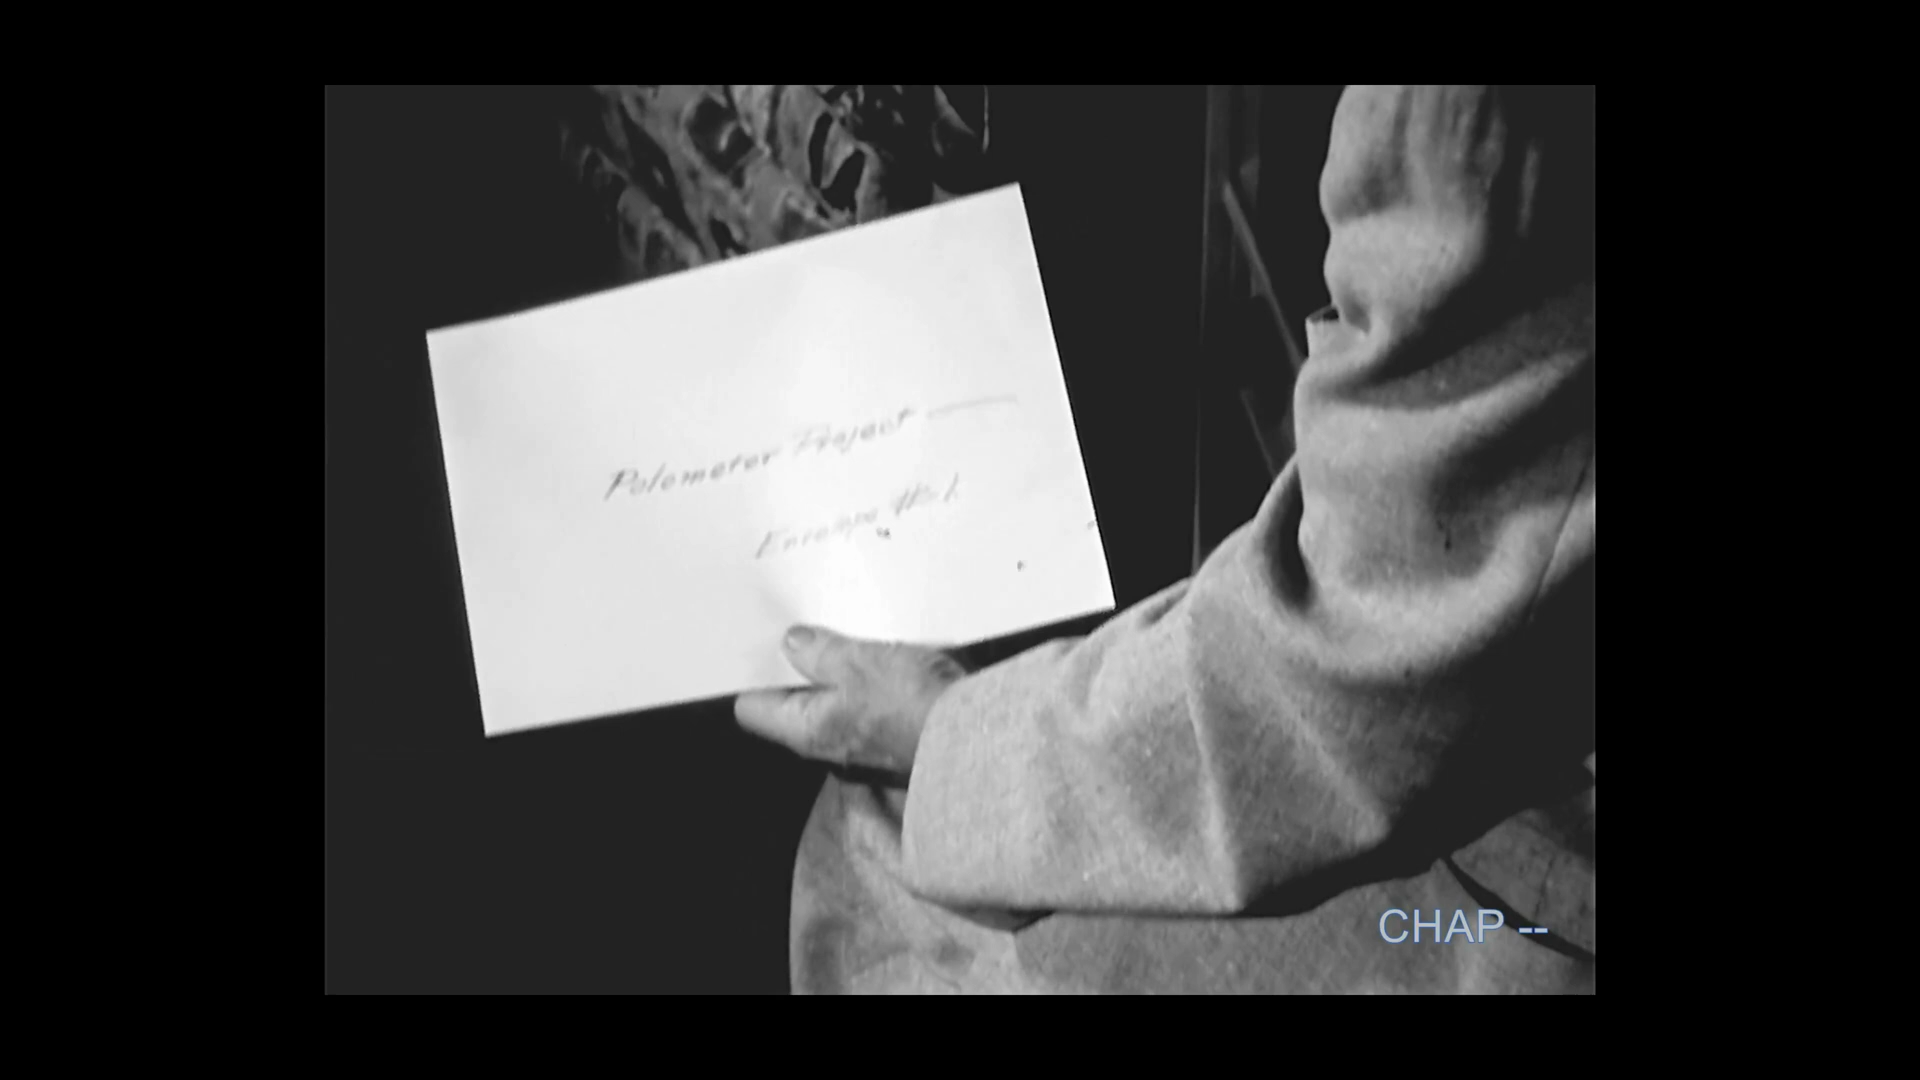 Polometer Project —
Envelope #B-1
CHAP --